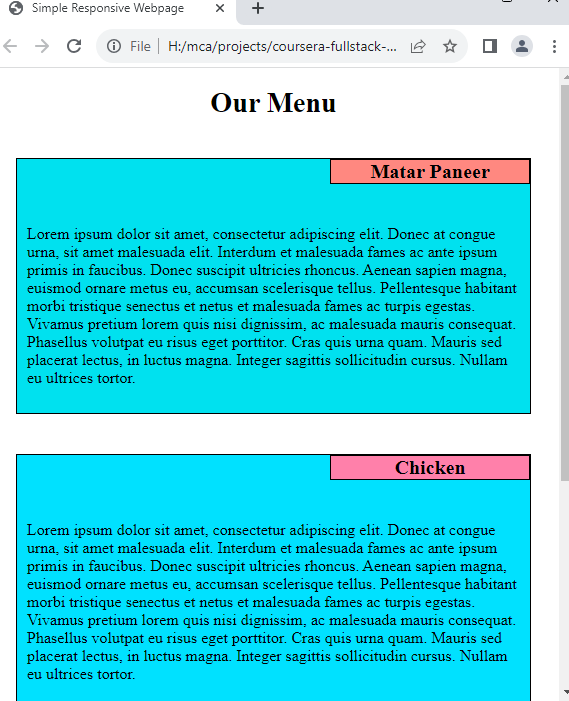 Simple Responsive Webpage
File H:/mca/projects/coursera-fullstack-...
Our Menu
Matar Paneer
Lorem ipsum dolor sit amet, consectetur adipiscing elit. Donec at congue
urna, sit amet malesuada elit. Interdum et malesuada fames ac ante ipsum
primis in faucibus. Donec suscipit ultricies rhoncus. Aenean sapien magna,
euismod ornare metus eu, accumsan scelerisque tellus. Pellentesque habitant
morbi tristique senectus et netus et malesuada fames ac turpis egestas.
Vivamus pretium lorem quis nisi dignissim, ac malesuada mauris consequat.
Phasellus volutpat eu risus eget porttitor. Cras quis urna quam. Mauris sed
placerat lectus, in luctus magna. Integer sagittis sollicitudin cursus. Nullam
eu ultrices tortor.
Chicken
Lorem ipsum dolor sit amet, consectetur adipiscing elit. Donec at congue
urna, sit amet malesuada elit. Interdum et malesuada fames ac ante ipsum
primis in faucibus. Donec suscipit ultricies rhoncus. Aenean sapien magna,
euismod ornare metus eu, accumsan scelerisque tellus. Pellentesque habitant
morbi tristique senectus et netus et malesuada fames ac turpis egestas.
Vivamus pretium lorem quis nisi dignissim, ac malesuada mauris consequat.
Phasellus volutpat eu risus eget porttitor. Cras quis urna quam. Mauris sed
placerat lectus, in luctus magna. Integer sagittis sollicitudin cursus. Nullam
eu ultrices tortor.